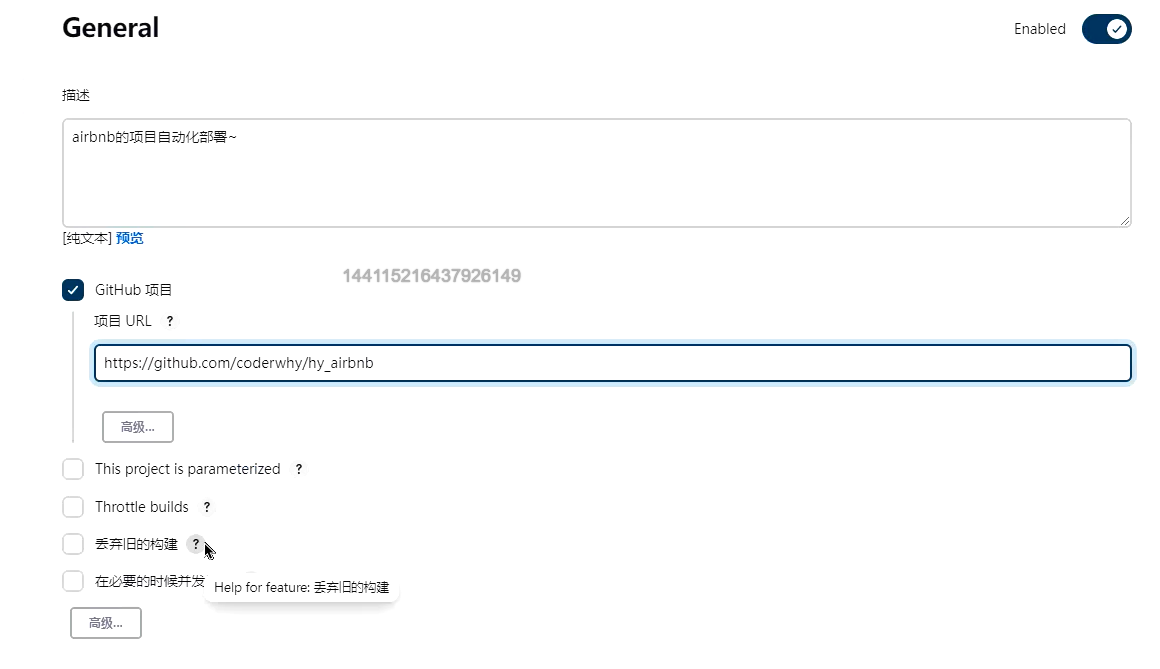 General
Enabled
描述
airbnb的项目自动化部署~
[纯文本] 预览
144115216437926149
GitHub 项目
项目 URL ?
https://github.com/coderwhy/hy_airbnb
高级...
This project is parameterized ?
Throttle builds ?
丢弃旧的构建 ?
在必要的时候并发
Help for feature: 丢弃旧的构建
高级...